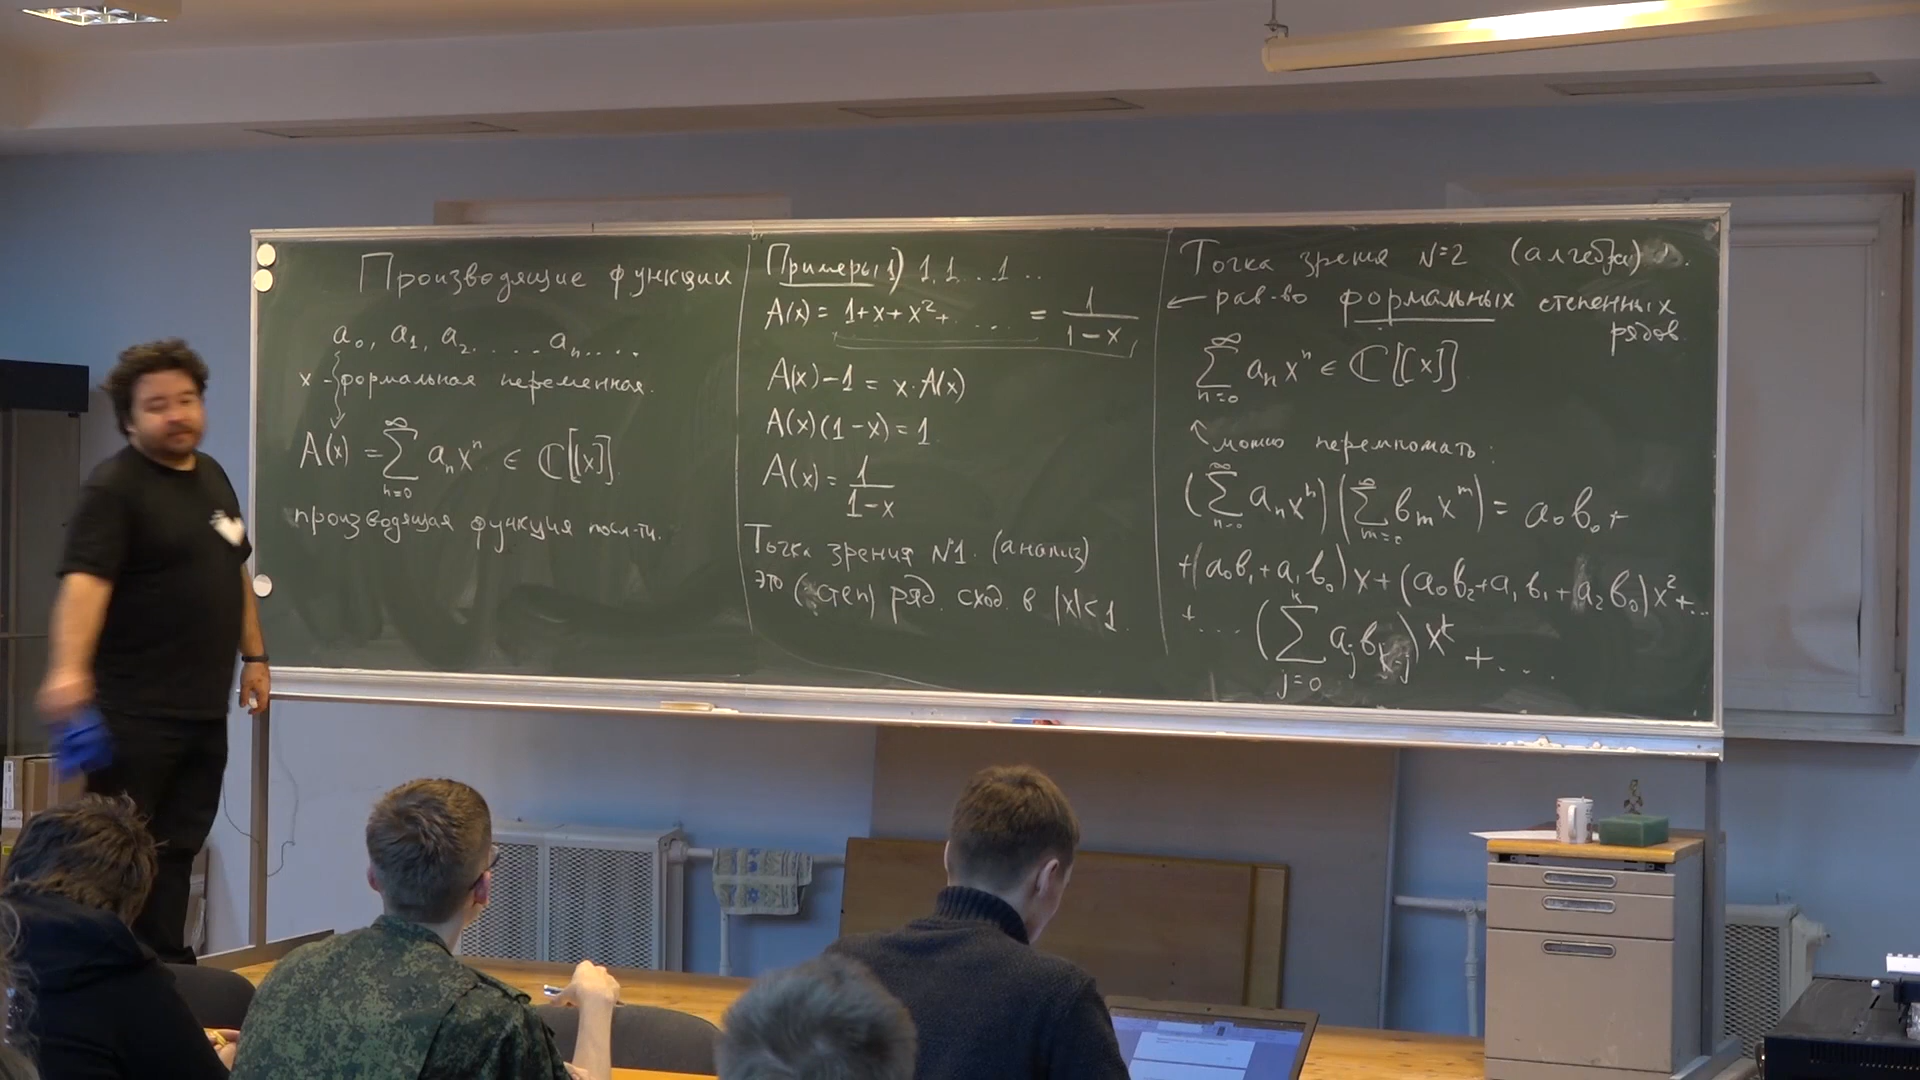 Производящие функции
a₀, a₁, a₂ . . . . . aₙ . . . .
x - формальная переменная.
A(x) = ∑_{n=0}^{∞} aₙxⁿ ∈ ℂ[[x]]
производящая функция посл-ти.
Примеры 1) 1,1 . . . 1 . .
A(x) = 1+x+x²+ . . . . = 1/(1-x)
A(x)-1 = x·A(x)
A(x)(1-x) = 1.
A(x) = 1/(1-x)
Точка зрения №1. (анализ)
это (степ) ряд. сход. в |x|<1
Точка зрения №2 (алгебра)
← рав-во формальных степенных
рядов.
∑_{n=0}^{∞} aₙxⁿ ∈ ℂ[[x]]
можно перемножать:
(∑_{n=0}^{∞} aₙxⁿ)(∑_{m=0}^{∞} bₘxᵐ) = a₀b₀+
+(a₀b₁+a₁b₀)x+(a₀b₂+a₁b₁+a₂b₀)x²+...
+ . . . . (∑_{j=0}^{k} aⱼb_{k-j})xᵏ + . . .